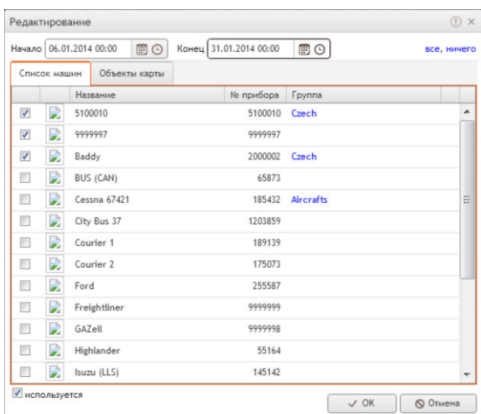 Редактирование
Начало 06.01.2014 00:00 Конец 31.01.2014 00:00 все, ничего
Список машин Объекты карты
Название № прибора Группа
5100010 5100010 Czech
9999997 9999997
Baddy 2000002 Czech
BUS (CAN) 65873
Cessna 67421 185432 Aircrafts
City Bus 37 1203859
Courier 1 189139
Courier 2 175073
Ford 255587
Freightliner 9999999
GAZell 9999998
Highlander 55164
Isuzu (LLS) 145142
используется
OK Отмена